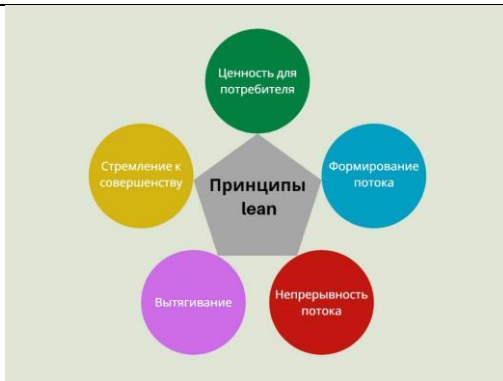 Ценность для
потребителя
Стремление к
совершенству
Формирование
потока
Принципы
lean
Вытягивание
Непрерывность
потока